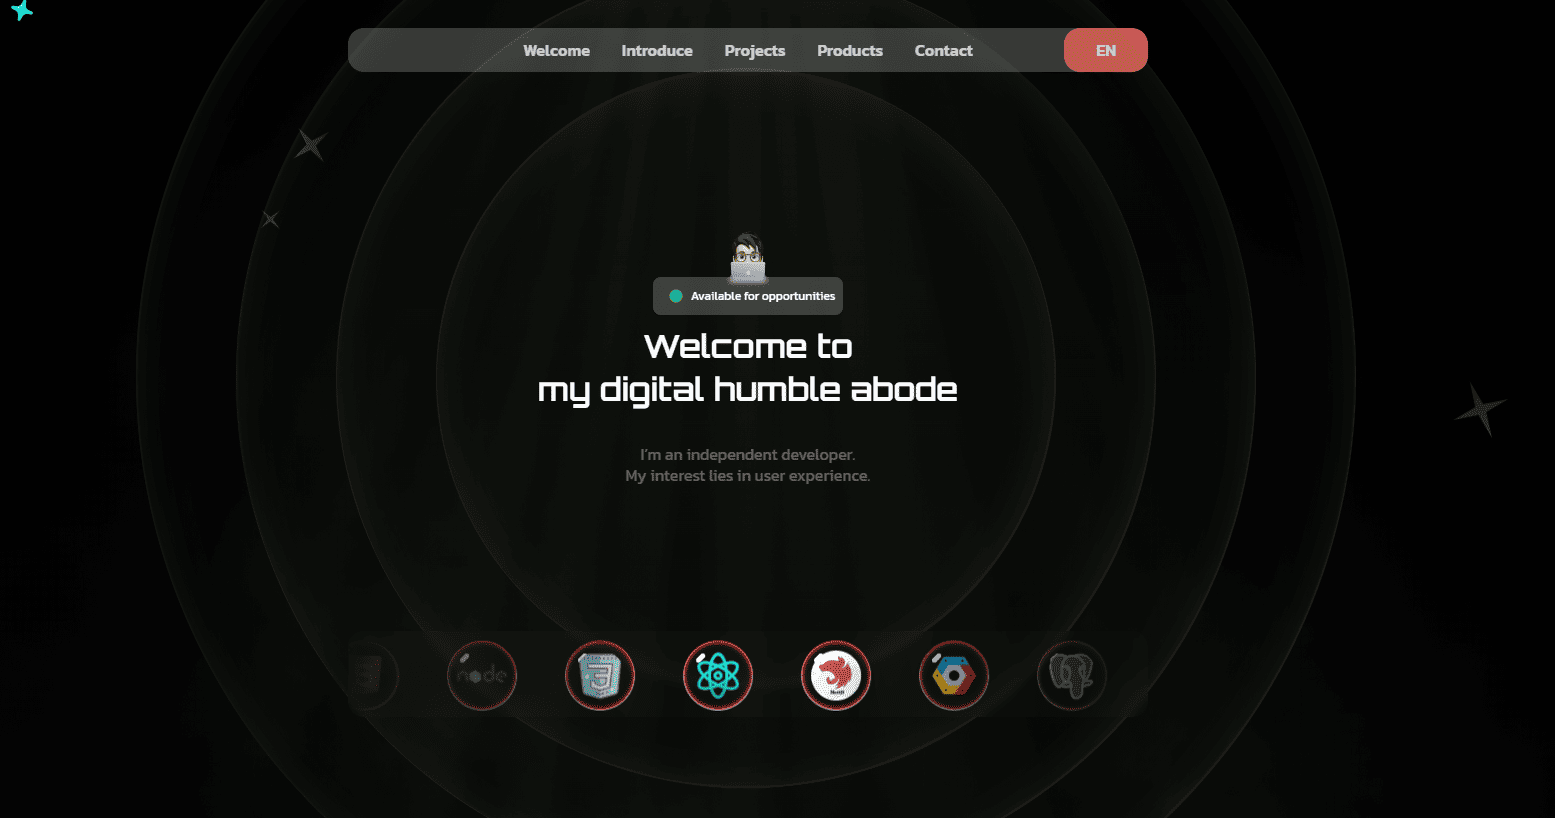 Welcome
Introduce
Projects
Products
Contact
EN
Available for opportunities
Welcome to
my digital humble abode
I'm an independent developer.
My interest lies in user experience.
node
3